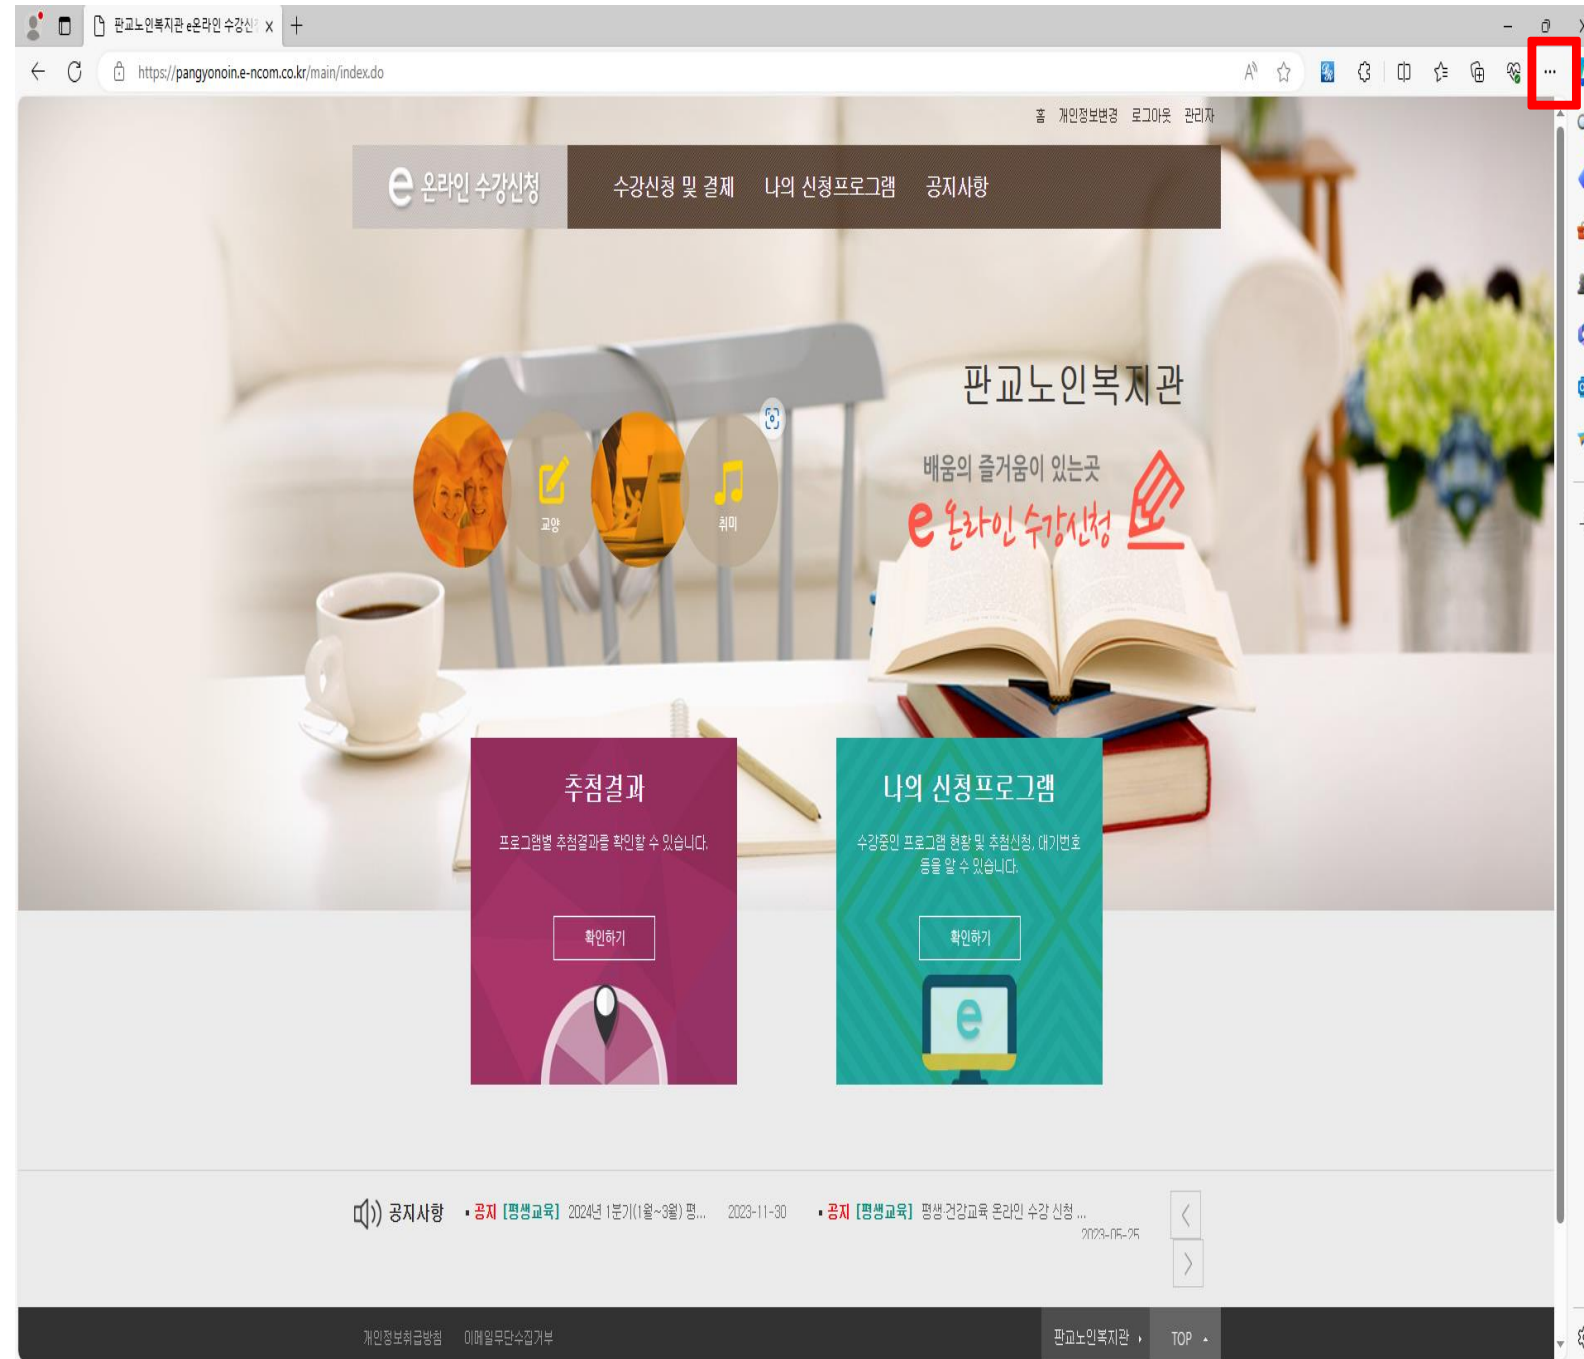 판교노인복지관 e온라인 수강신청
https://pangyonoin.e-ncom.co.kr/main/index.do
홈 개인정보변경 로그아웃 관리자
e 온라인 수강신청
수강신청 및 결제 나의 신청프로그램 공지사항
판교노인복지관
배움의 즐거움이 있는곳
e 온라인 수강신청
교양
취미
추첨결과
프로그램별 추첨결과를 확인할 수 있습니다.
확인하기
나의 신청프로그램
수강중인 프로그램 현황 및 추첨신청, 대기번호
등을 알 수 있습니다.
확인하기
e
공지사항
공지 [평생교육] 2024년 1분기(1월~3월) 평... 2023-11-30
공지 [평생교육] 평생·건강교육 온라인 수강 신청 ...
2023-05-25
개인정보취급방침 이메일무단수집거부
판교노인복지관
TOP